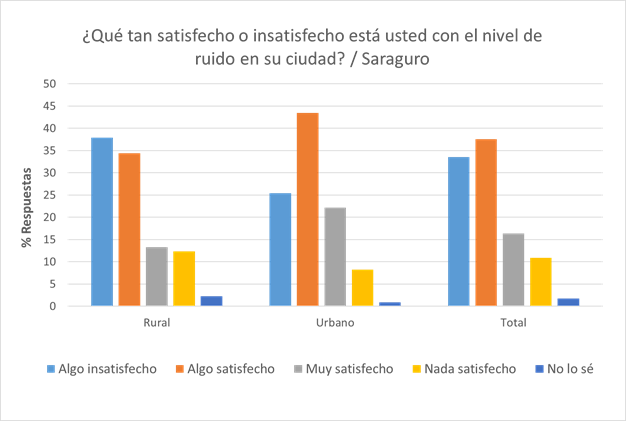 ¿Qué tan satisfecho o insatisfecho está usted con el nivel de
ruido en su ciudad? / Saraguro
50
45
40
35
30
25
20
15
10
5
0
% Respuestas
Rural Urbano Total
Algo insatisfecho Algo satisfecho Muy satisfecho Nada satisfecho No lo sé